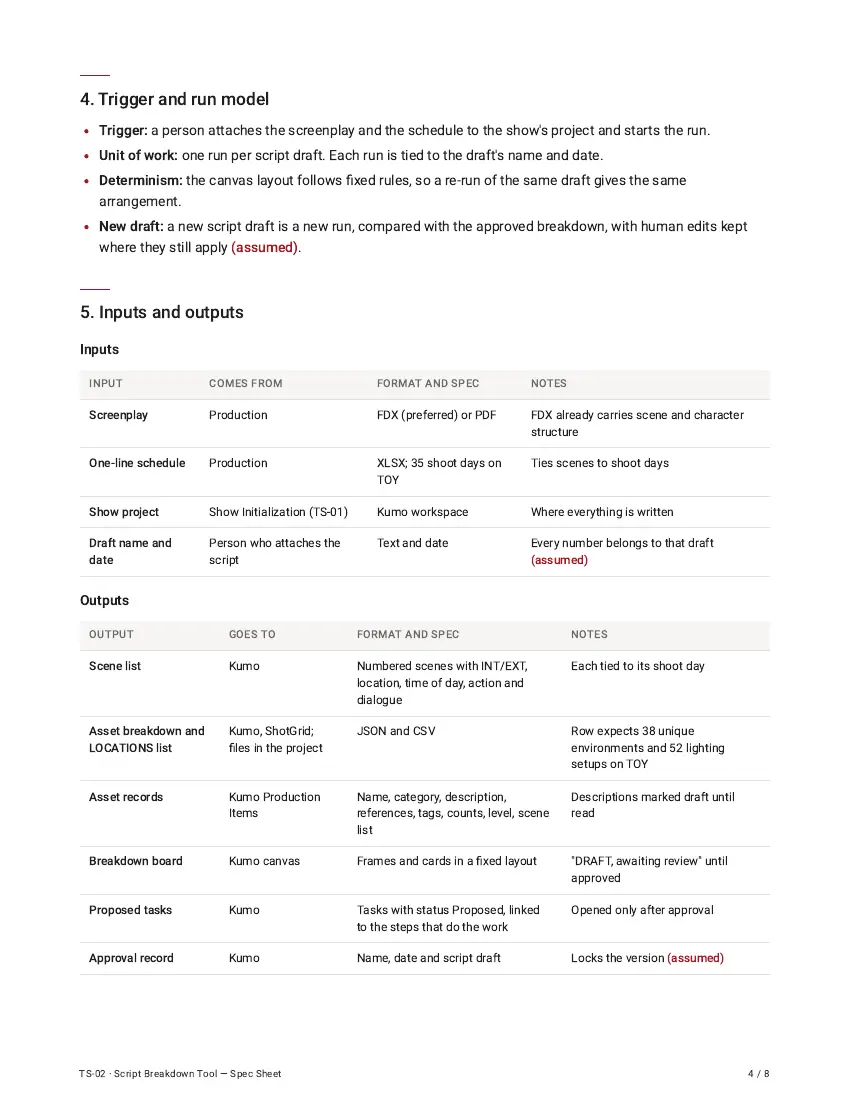 4. Trigger and run model
• Trigger: a person attaches the screenplay and the schedule to the show's project and starts the run.
• Unit of work: one run per script draft. Each run is tied to the draft's name and date.
• Determinism: the canvas layout follows fixed rules, so a re-run of the same draft gives the same
arrangement.
• New draft: a new script draft is a new run, compared with the approved breakdown, with human edits kept
where they still apply (assumed).
5. Inputs and outputs
Inputs
INPUT COMES FROM FORMAT AND SPEC NOTES
Screenplay Production FDX (preferred) or PDF FDX already carries scene and character
structure
One-line schedule Production XLSX; 35 shoot days on Ties scenes to shoot days
TOY
Show project Show Initialization (TS-01) Kumo workspace Where everything is written
Draft name and Person who attaches the Text and date Every number belongs to that draft
date script (assumed)
Outputs
OUTPUT GOES TO FORMAT AND SPEC NOTES
Scene list Kumo Numbered scenes with INT/EXT, Each tied to its shoot day
location, time of day, action and
dialogue
Asset breakdown and Kumo, ShotGrid; JSON and CSV Row expects 38 unique
LOCATIONS list files in the project environments and 52 lighting
setups on TOY
Asset records Kumo Production Name, category, description, Descriptions marked draft until
Items references, tags, counts, level, scene read
list
Breakdown board Kumo canvas Frames and cards in a fixed layout "DRAFT, awaiting review" until
approved
Proposed tasks Kumo Tasks with status Proposed, linked Opened only after approval
to the steps that do the work
Approval record Kumo Name, date and script draft Locks the version (assumed)
TS-02 · Script Breakdown Tool — Spec Sheet 4 / 8